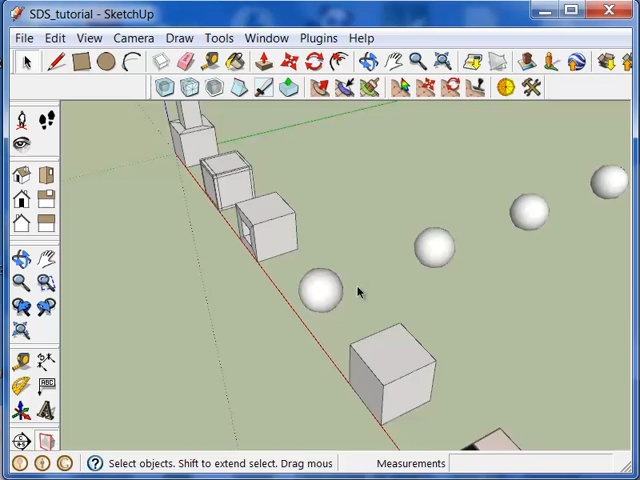 SDS_tutorial - SketchUp
File Edit View Camera Draw Tools Window Plugins Help
ABC
Select objects. Shift to extend select. Drag mous
Measurements